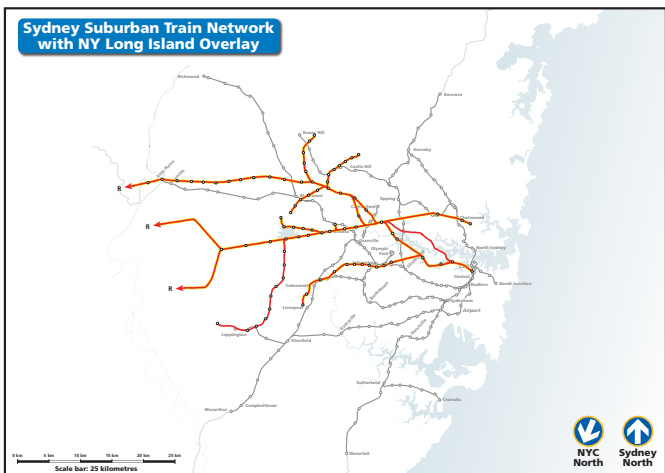 Sydney Suburban Train Network
with NY Long Island Overlay
Richmond
Berowra
Rouse Hill
Hornsby
Castle Hill
Epping
R
Chatswood
R
Granville
Olympic
Park
North Sydney
Central
Redfern
Bondi Junction
R
Cabramatta
Bankstown
Sydenham
Liverpool
Airport
Leppington
Glenfield
Sutherland
Cronulla
Macarthur
Campbelltown
Waterfall
0 km
5 km
10 km
15 km
20 km
25 km
Scale bar: 25 kilometres
NYC
North
Sydney
North